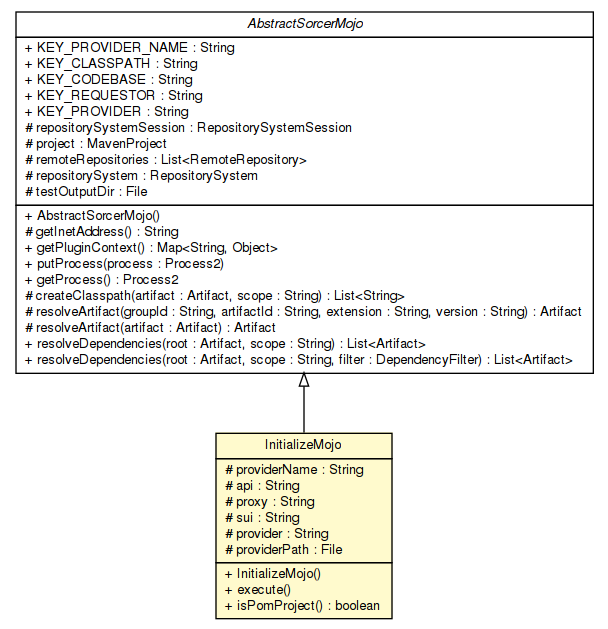 AbstractSorcerMojo
+ KEY_PROVIDER_NAME : String
+ KEY_CLASSPATH : String
+ KEY_CODEBASE : String
+ KEY_REQUESTOR : String
+ KEY_PROVIDER : String
# repositorySystemSession : RepositorySystemSession
# project : MavenProject
# remoteRepositories : List<RemoteRepository>
# repositorySystem : RepositorySystem
# testOutputDir : File
+ AbstractSorcerMojo()
# getInetAddress() : String
+ getPluginContext() : Map<String, Object>
+ putProcess(process : Process2)
+ getProcess() : Process2
# createClasspath(artifact : Artifact, scope : String) : List<String>
# resolveArtifact(groupId : String, artifactId : String, extension : String, version : String) : Artifact
# resolveArtifact(artifact : Artifact) : Artifact
+ resolveDependencies(root : Artifact, scope : String) : List<Artifact>
+ resolveDependencies(root : Artifact, scope : String, filter : DependencyFilter) : List<Artifact>
InitializeMojo
# providerName : String
# api : String
# proxy : String
# sui : String
# provider : String
# providerPath : File
+ InitializeMojo()
+ execute()
+ isPomProject() : boolean